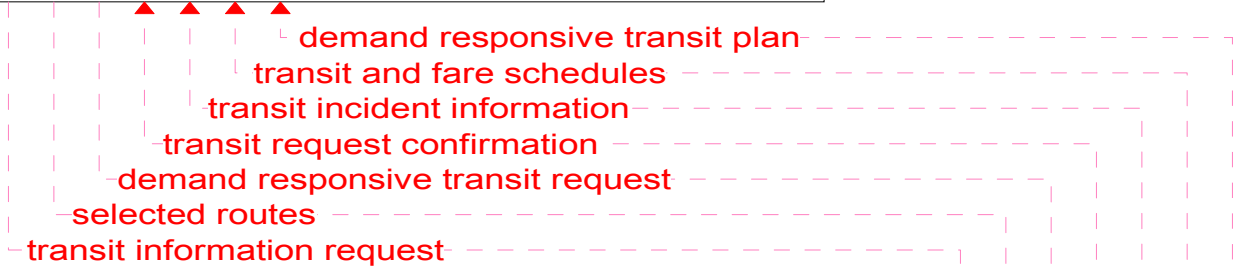 demand responsive transit plan
transit and fare schedules
transit incident information
transit request confirmation
demand responsive transit request
selected routes
transit information request